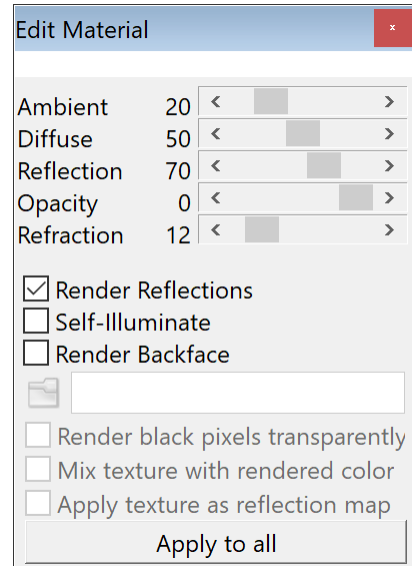 Edit Material
x
Ambient 20
Diffuse 50
Reflection 70
Opacity 0
Refraction 12
Render Reflections
Self-Illuminate
Render Backface
Render black pixels transparently
Mix texture with rendered color
Apply texture as reflection map
Apply to all